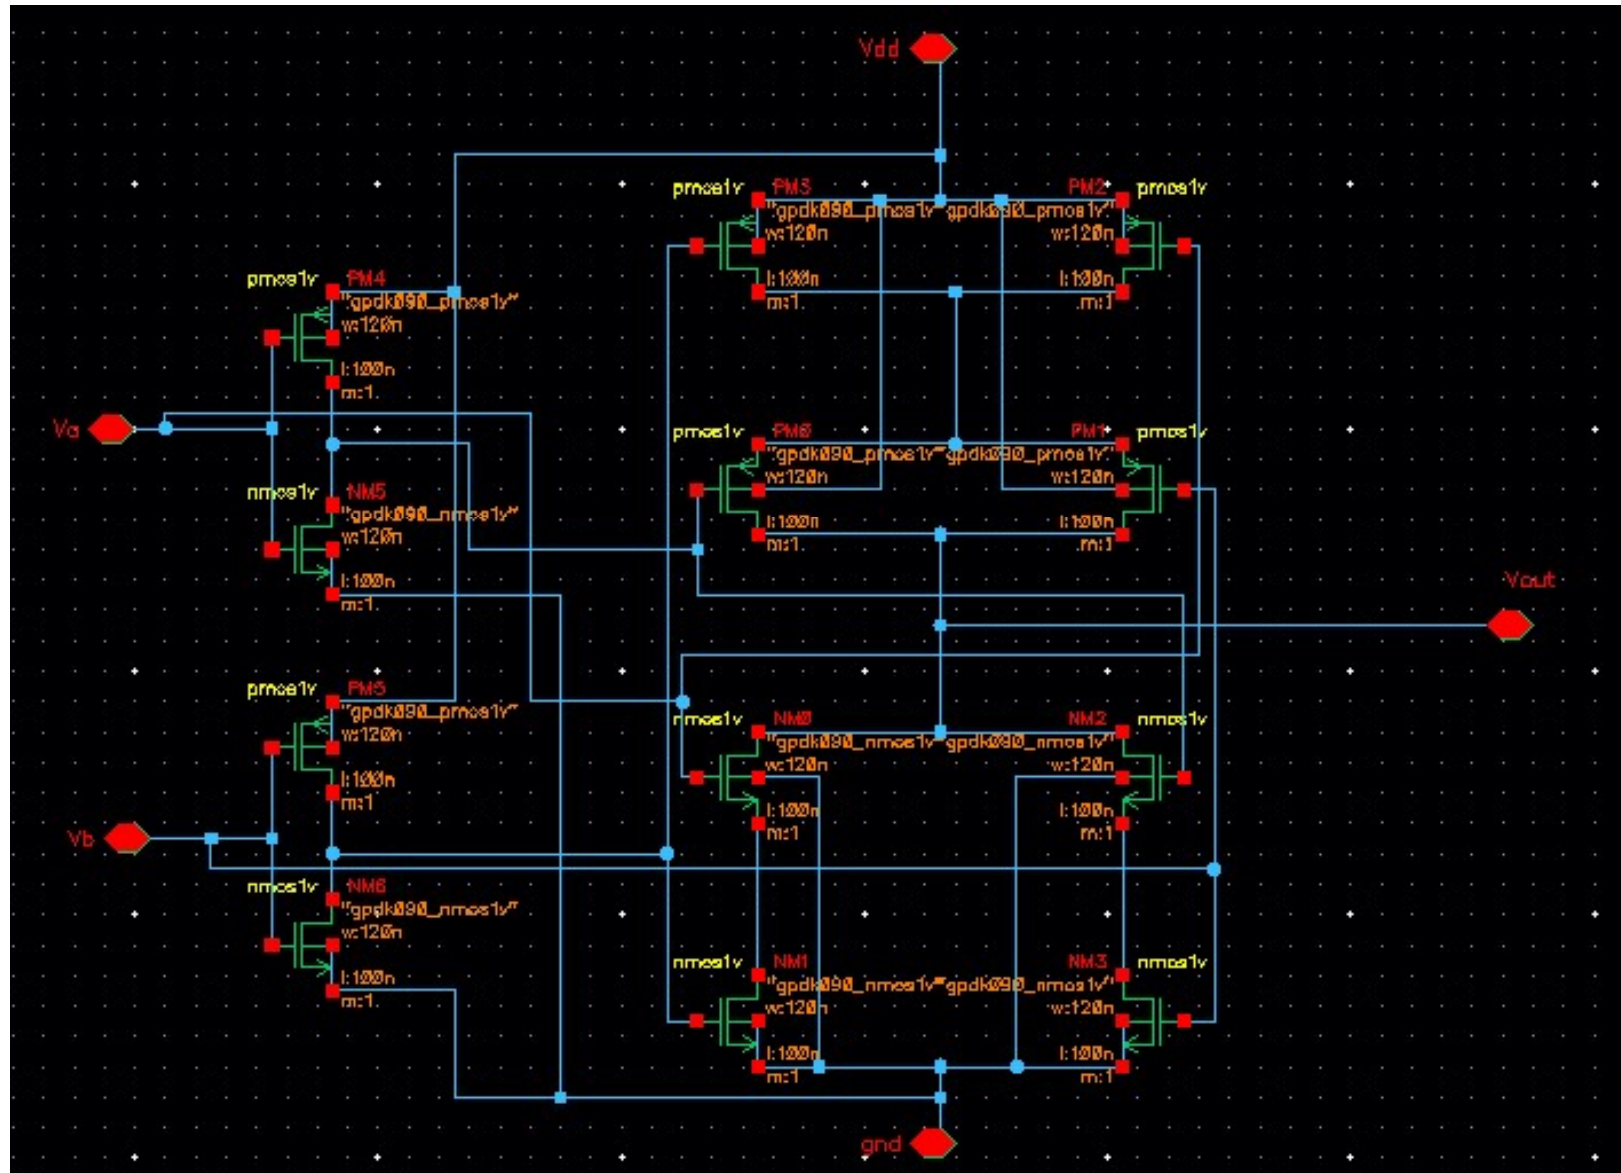 Vdd
pmos1v PM3 PM2 pmos1v
"gpdk090_pmos1v" "gpdk090_pmos1v"
w:120n w:120n
l:100n l:100n
m:1 m:1
pmos1v PM4
"gpdk090_pmos1v"
w:120n
l:100n
m:1
Va
pmos1v PM0 PM1 pmos1v
"gpdk090_pmos1v" "gpdk090_pmos1v"
w:120n w:120n
l:100n l:100n
m:1 m:1
nmos1v NM5
"gpdk090_nmos1v"
w:120n
l:100n
m:1
Vout
pmos1v PM5
"gpdk090_pmos1v"
w:120n
l:100n
m:1
nmos1v NM0 NM2 nmos1v
"gpdk090_nmos1v" "gpdk090_nmos1v"
w:120n w:120n
l:100n l:100n
m:1 m:1
Vb
nmos1v NM6
"gpdk090_nmos1v"
w:120n
l:100n
m:1
nmos1v NM1 NM3 nmos1v
"gpdk090_nmos1v" "gpdk090_nmos1v"
w:120n w:120n
l:100n l:100n
m:1 m:1
gnd